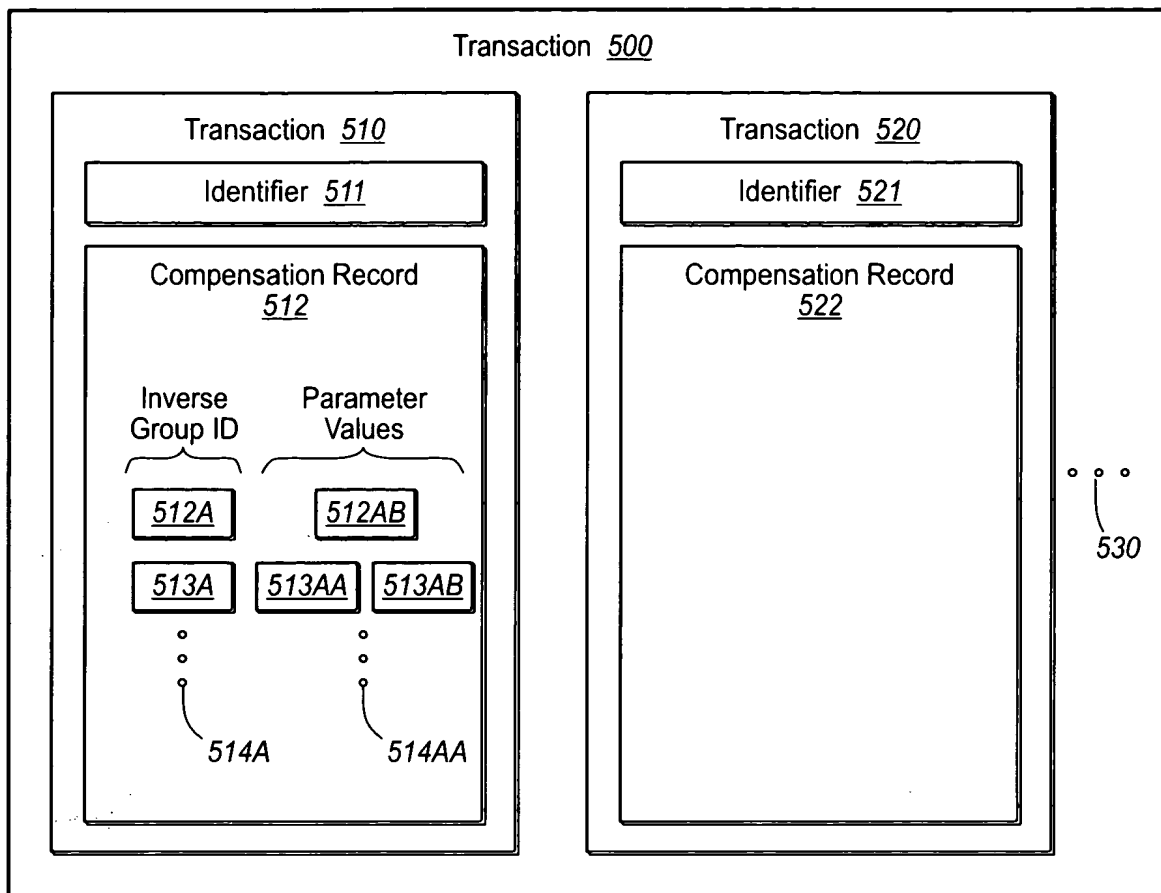 Transaction 500
Transaction 510
Identifier 511
Compensation Record
512
Inverse
Group ID
Parameter
Values
512A
512AB
513A
513AA
513AB
514A
514AA
Transaction 520
Identifier 521
Compensation Record
522
530